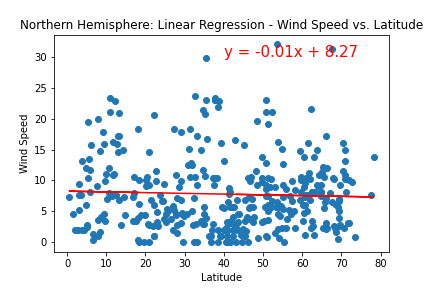 Northern Hemisphere: Linear Regression - Wind Speed vs. Latitude
y = -0.01x + 8.27
30
25
20
15
10
5
0
Wind Speed
0 10 20 30 40 50 60 70 80
Latitude